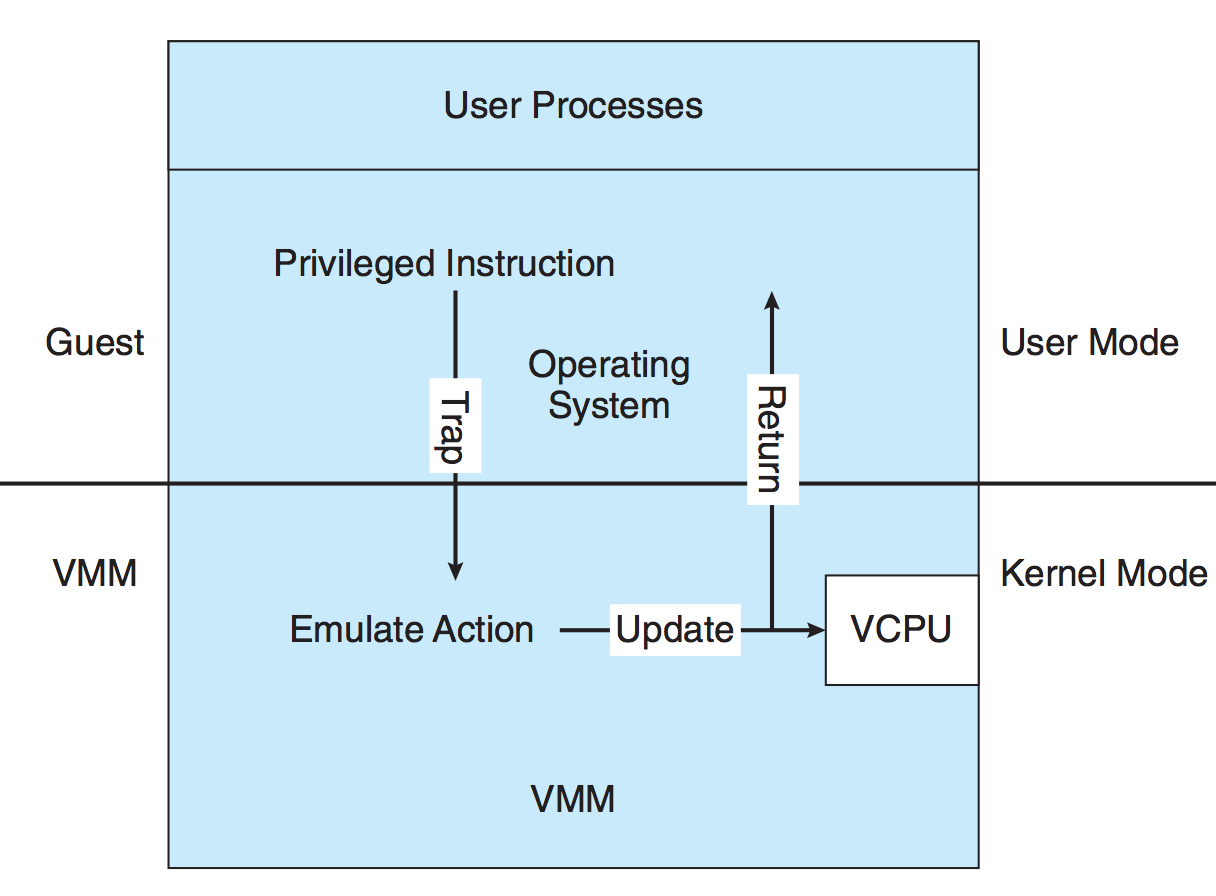 User Processes
Privileged Instruction
Guest
User Mode
Operating
System
Trap
Return
VMM
Kernel Mode
Emulate Action
Update
VCPU
VMM